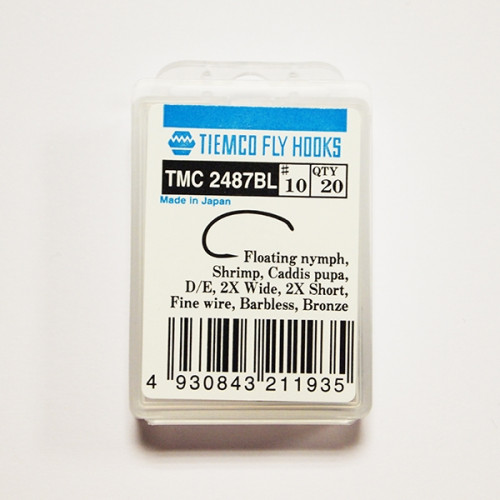 TIEMCO FLY HOOKS
TMC 2487BL # 10 QTY 20
Made in Japan
Floating nymph,
Shrimp, Caddis pupa,
D/E, 2X Wide, 2X Short,
Fine wire, Barbless, Bronze
4 930843 211935